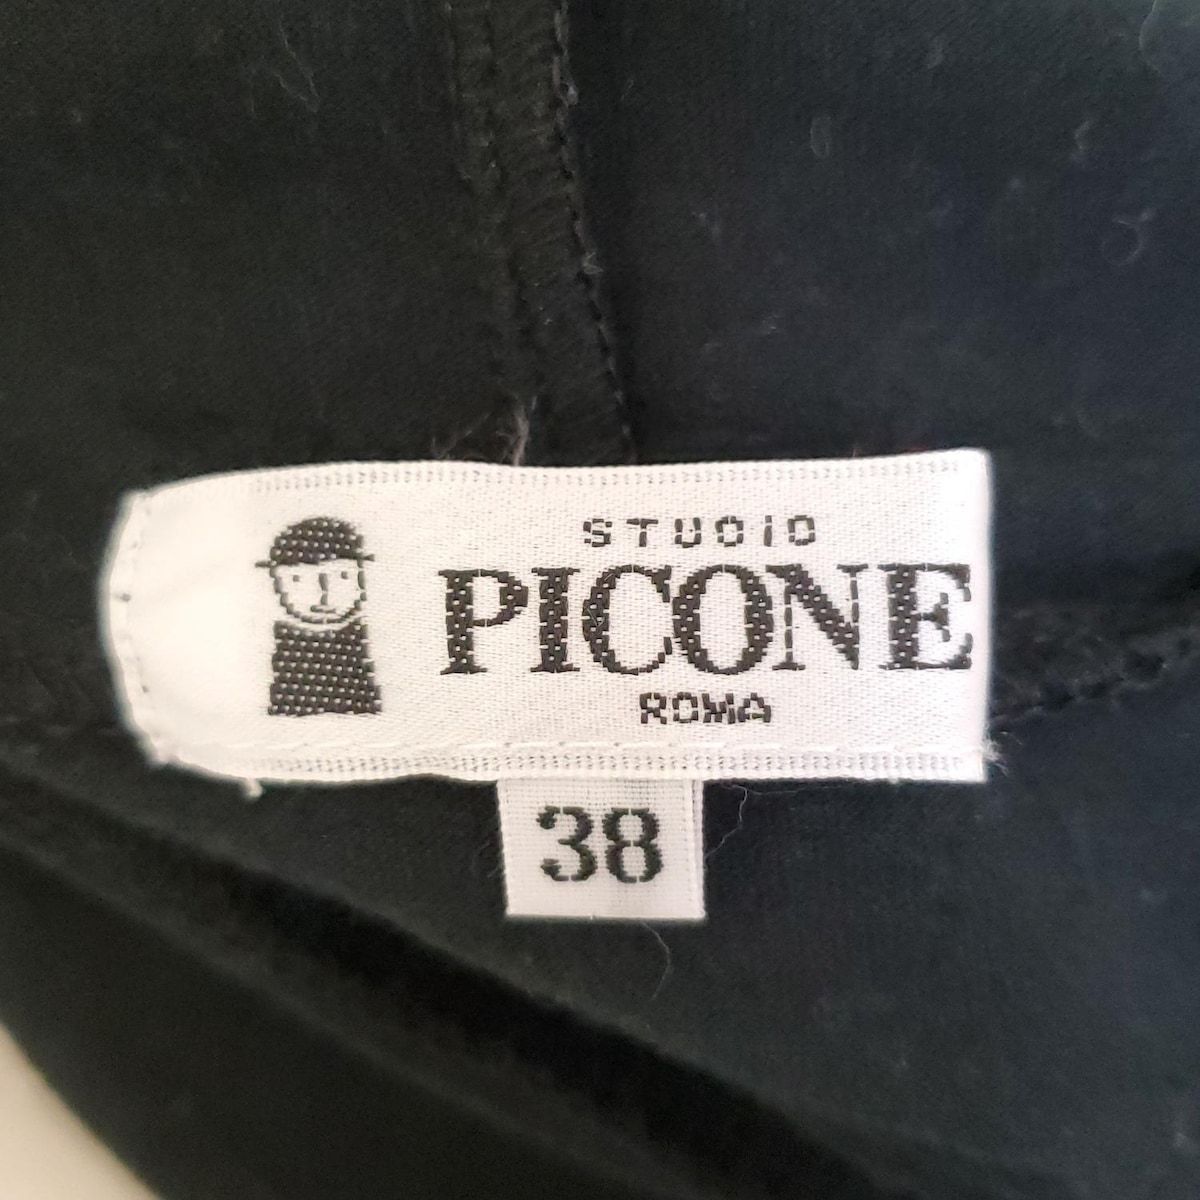 STUDIO
PICONE
ROMA
38